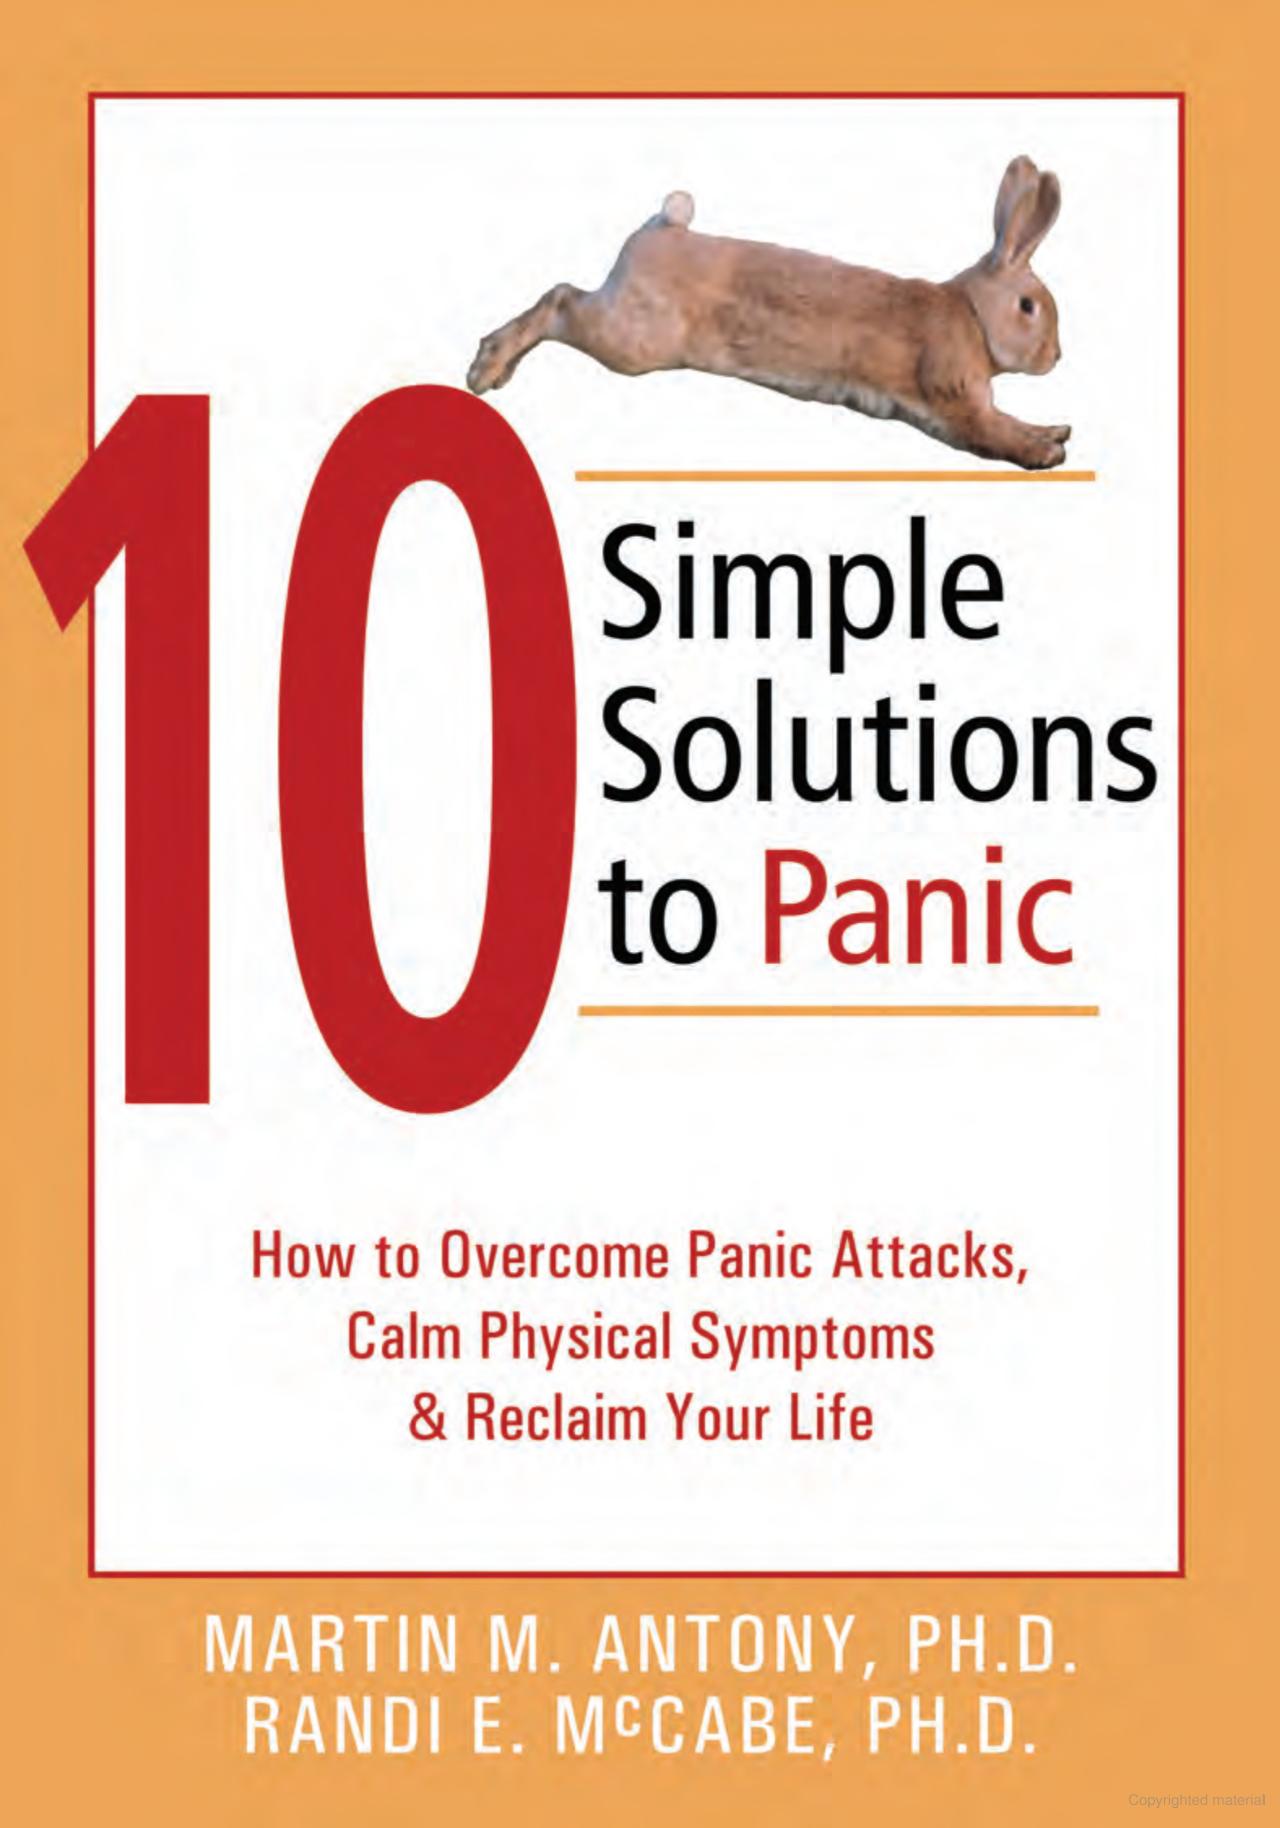 10
Simple
Solutions
to Panic
How to Overcome Panic Attacks,
Calm Physical Symptoms
& Reclaim Your Life
MARTIN M. ANTONY, PH.D.
RANDI E. McCABE, PH.D.
Copyrighted material